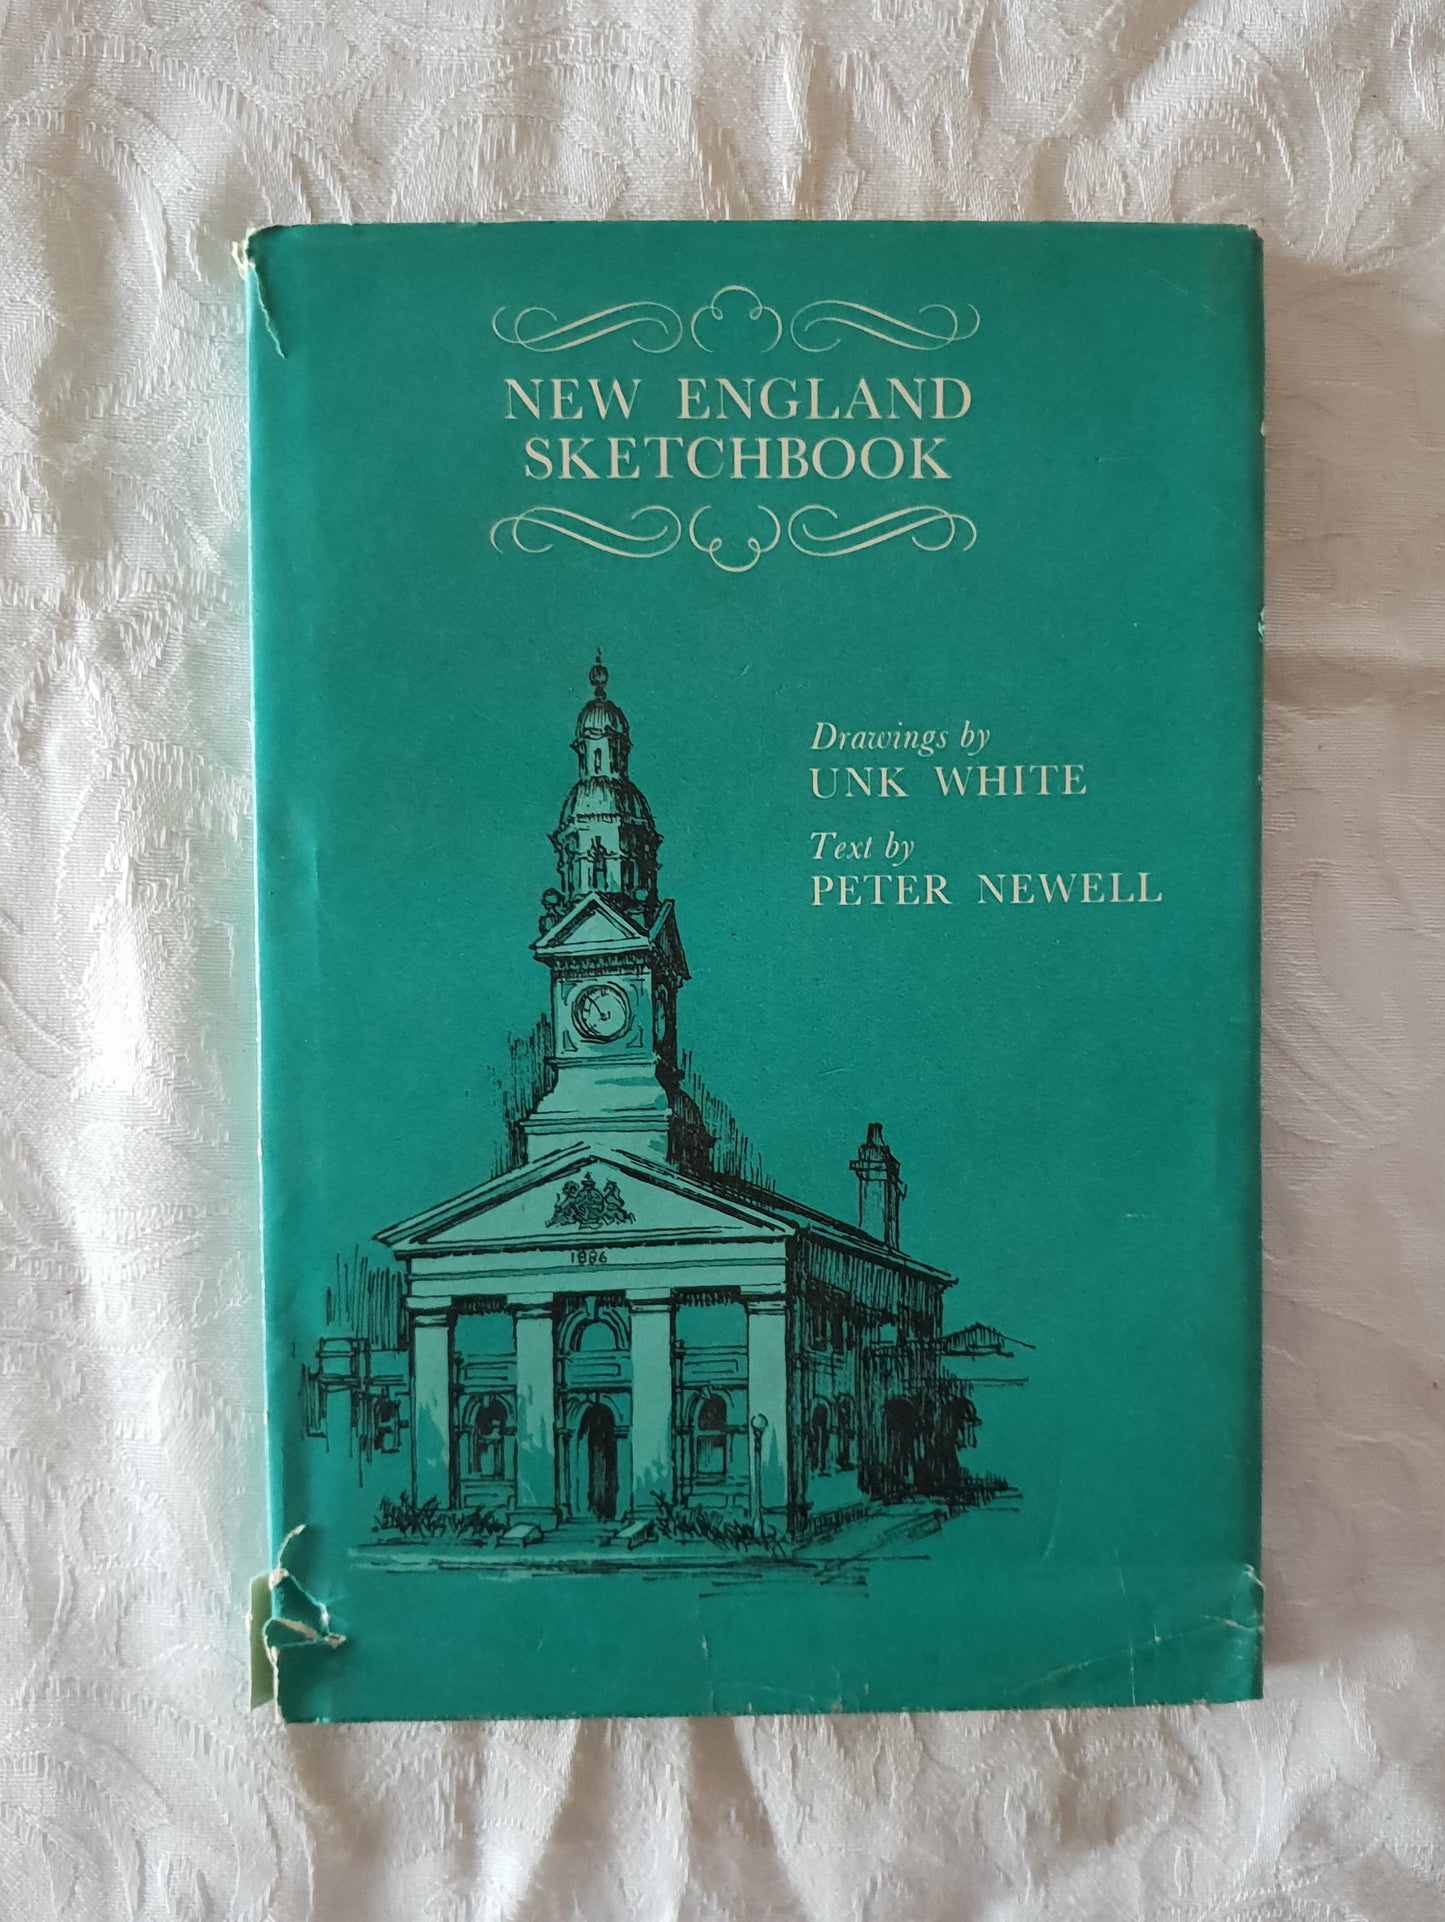 NEW ENGLAND
SKETCHBOOK
Drawings by
UNK WHITE
Text by
PETER NEWELL
1886